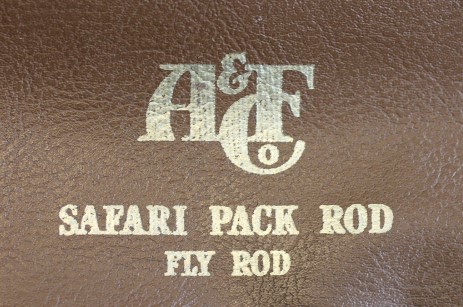 A&F Co
SAFARI PACK ROD
FLY ROD